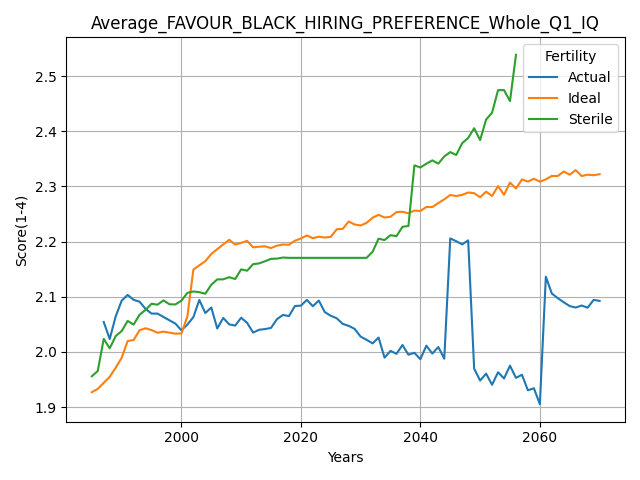 Average_FAVOUR_BLACK_HIRING_PREFERENCE_Whole_Q1_IQ
Fertility
Actual
Ideal
Sterile
Score(1-4)
2.5
2.4
2.3
2.2
2.1
2.0
1.9
2000 2020 2040 2060
Years